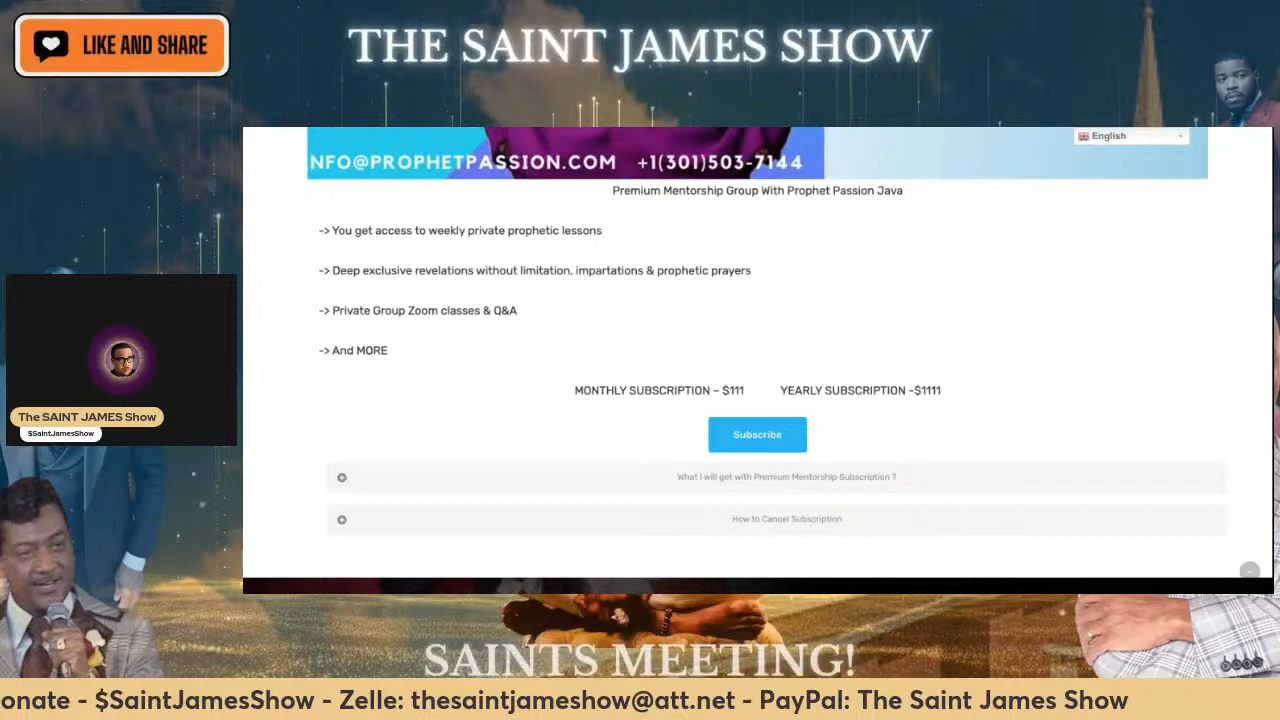 LIKE AND SHARE
THE SAINT JAMES SHOW
English
NFO@PROPHETPASSION.COM +1(301)503-7144
Premium Mentorship Group With Prophet Passion Java
-> You get access to weekly private prophetic lessons
-> Deep exclusive revelations without limitation, impartations & prophetic prayers
-> Private Group Zoom classes & Q&A
-> And MORE
MONTHLY SUBSCRIPTION – $111 YEARLY SUBSCRIPTION -$1111
Subscribe
What I will get with Premium Mentorship Subscription ?
How to Cancel Subscription
The SAINT JAMES Show
$SaintJamesShow
SAINTS MEETING!
onate - $SaintJamesShow - Zelle: thesaintjameshow@att.net - PayPal: The Saint James Show